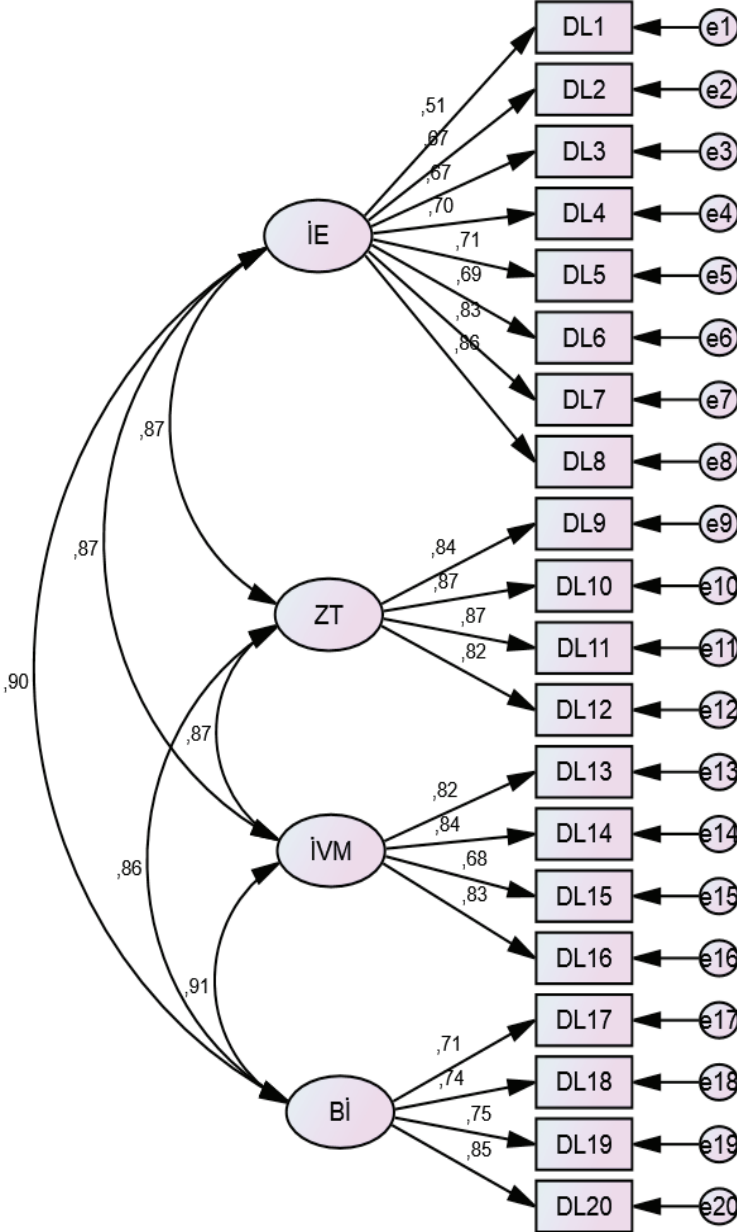 DL1
e1
DL2
e2
DL3
e3
DL4
e4
DL5
e5
DL6
e6
DL7
e7
DL8
e8
,51
,67
,67
,70
,71
,69
,83
,86
İE
DL9
e9
DL10
e10
DL11
e11
DL12
e12
,84
,87
,87
,82
ZT
,87
,87
,90
,87
,86
,91
DL13
e13
DL14
e14
DL15
e15
DL16
e16
,82
,84
,68
,83
İVM
DL17
e17
DL18
e18
DL19
e19
DL20
e20
,71
,74
,75
,85
Bİ